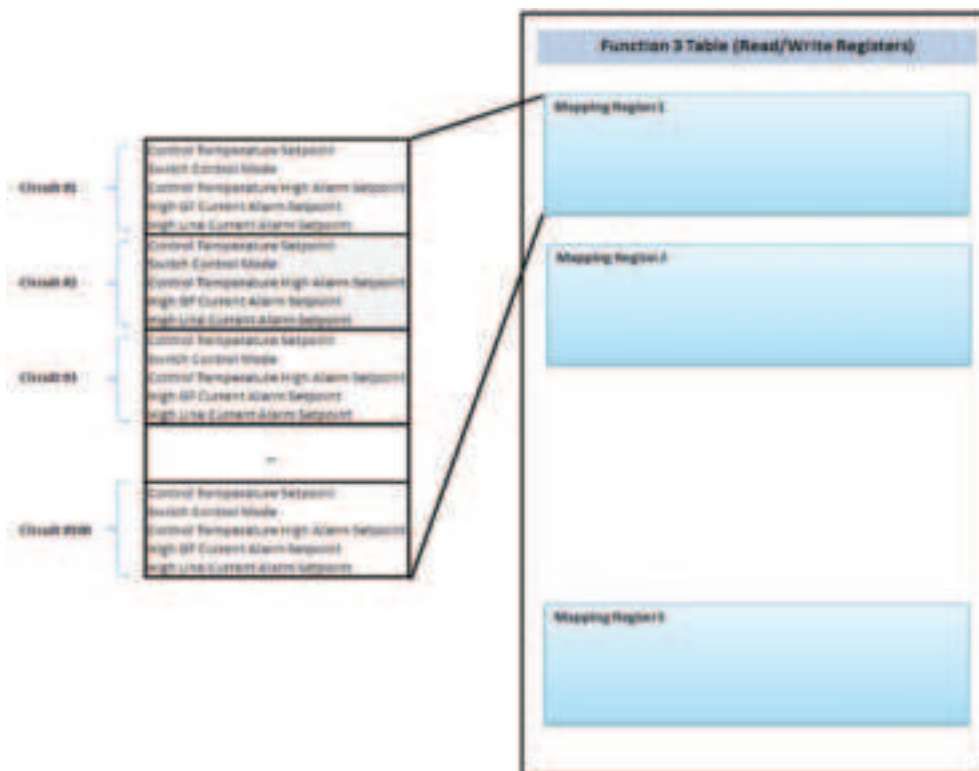 Function 3 Table (Read/Write Registers)
Mapping Region 1
Control Temperature Setpoint
Switch Control Mode
Control Temperature High Alarm Setpoint
High GF Current Alarm Setpoint
High Line Current Alarm Setpoint
Circuit #1
Control Temperature Setpoint
Switch Control Mode
Control Temperature High Alarm Setpoint
High GF Current Alarm Setpoint
High Line Current Alarm Setpoint
Circuit #2
Mapping Region 2
Control Temperature Setpoint
Switch Control Mode
Control Temperature High Alarm Setpoint
High GF Current Alarm Setpoint
High Line Current Alarm Setpoint
Circuit #3
Control Temperature Setpoint
Switch Control Mode
Control Temperature High Alarm Setpoint
High GF Current Alarm Setpoint
High Line Current Alarm Setpoint
Circuit
Mapping Region